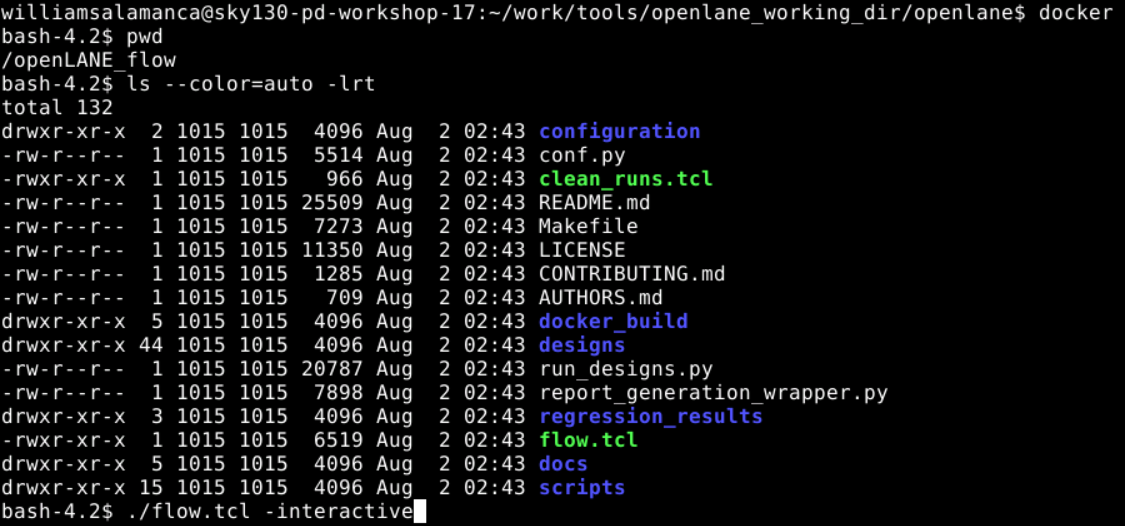 williamsalamanca@sky130-pd-workshop-17:~/work/tools/openlane_working_dir/openlane$ docker
bash-4.2$ pwd
/openLANE_flow
bash-4.2$ ls --color=auto -lrt
total 132
drwxr-xr-x  2 1015 1015  4096 Aug  2 02:43 configuration
-rw-r--r--  1 1015 1015  5514 Aug  2 02:43 conf.py
-rwxr-xr-x  1 1015 1015   966 Aug  2 02:43 clean_runs.tcl
-rw-r--r--  1 1015 1015 25509 Aug  2 02:43 README.md
-rw-r--r--  1 1015 1015  7273 Aug  2 02:43 Makefile
-rw-r--r--  1 1015 1015 11350 Aug  2 02:43 LICENSE
-rw-r--r--  1 1015 1015  1285 Aug  2 02:43 CONTRIBUTING.md
-rw-r--r--  1 1015 1015   709 Aug  2 02:43 AUTHORS.md
drwxr-xr-x  5 1015 1015  4096 Aug  2 02:43 docker_build
drwxr-xr-x 44 1015 1015  4096 Aug  2 02:43 designs
-rw-r--r--  1 1015 1015 20787 Aug  2 02:43 run_designs.py
-rw-r--r--  1 1015 1015  7898 Aug  2 02:43 report_generation_wrapper.py
drwxr-xr-x  3 1015 1015  4096 Aug  2 02:43 regression_results
-rwxr-xr-x  1 1015 1015  6519 Aug  2 02:43 flow.tcl
drwxr-xr-x  5 1015 1015  4096 Aug  2 02:43 docs
drwxr-xr-x 15 1015 1015  4096 Aug  2 02:43 scripts
bash-4.2$ ./flow.tcl -interactive